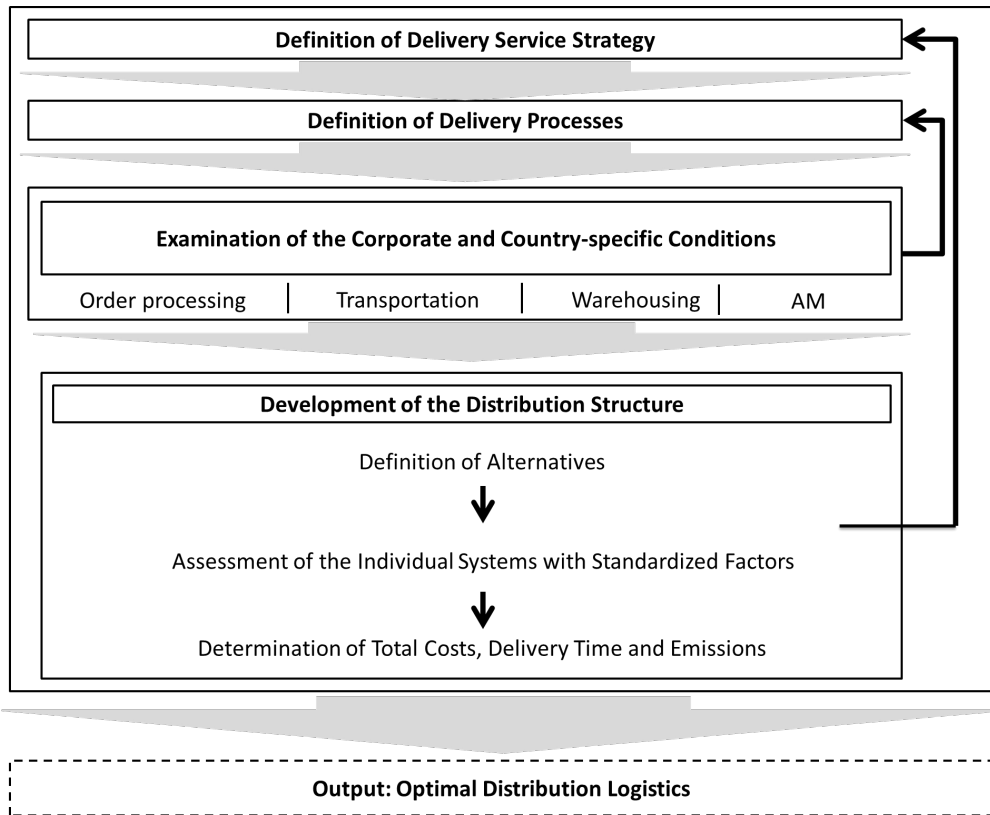 Definition of Delivery Service Strategy
Definition of Delivery Processes
Examination of the Corporate and Country-specific Conditions
Order processing
Transportation
Warehousing
AM
Development of the Distribution Structure
Definition of Alternatives
Assessment of the Individual Systems with Standardized Factors
Determination of Total Costs, Delivery Time and Emissions
Output: Optimal Distribution Logistics